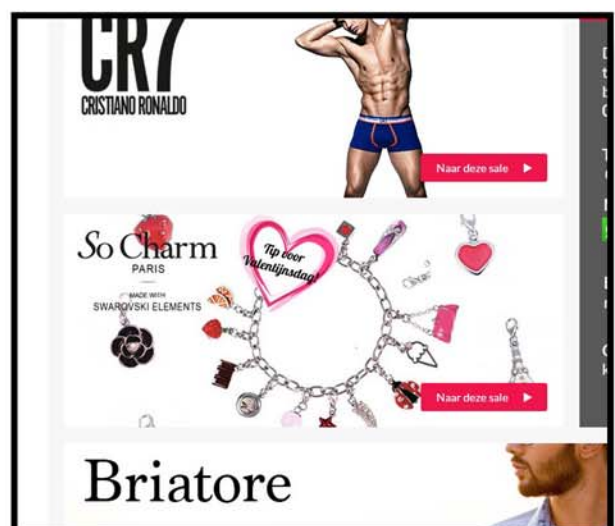 CR7
CRISTIANO RONALDO
Naar deze sale
So Charm
PARIS
MADE WITH
SWAROVSKI ELEMENTS
Tip voor
Valentijnsdag!
Naar deze sale
Briatore